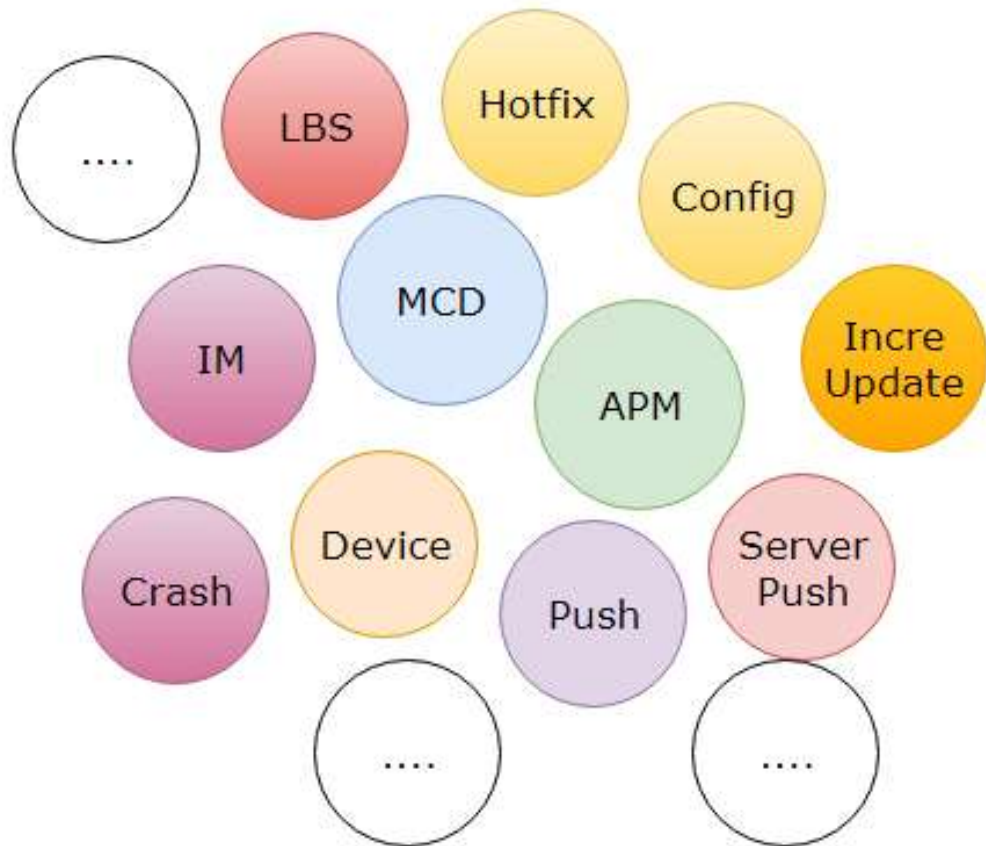 ....
LBS
Hotfix
Config
MCD
IM
APM
Incre
Update
Crash
Device
Push
Server
Push
....
....